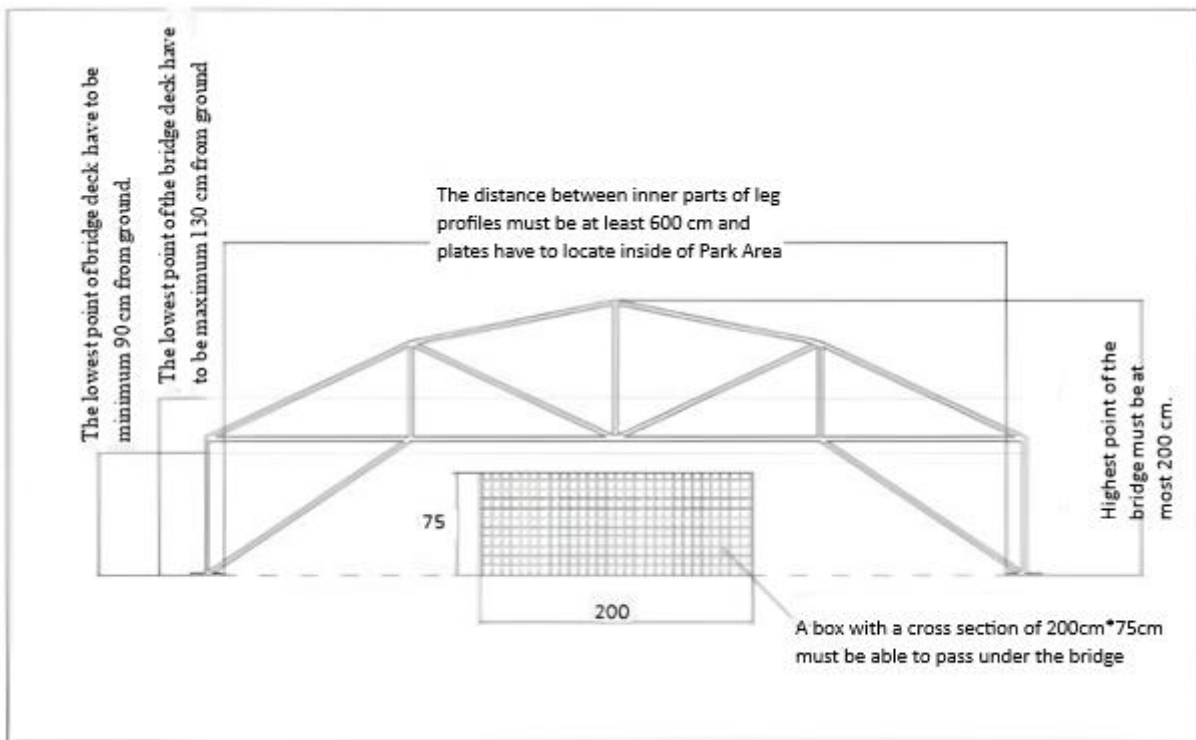 The lowest point of bridge deck have to be
minimum 90 cm from ground.
The lowest point of the bridge deck have
to be maximum 130 cm from ground
The distance between inner parts of leg
profiles must be at least 600 cm and
plates have to locate inside of Park Area
Highest point of the
bridge must be at
most 200 cm.
75
200
A box with a cross section of 200cm*75cm
must be able to pass under the bridge